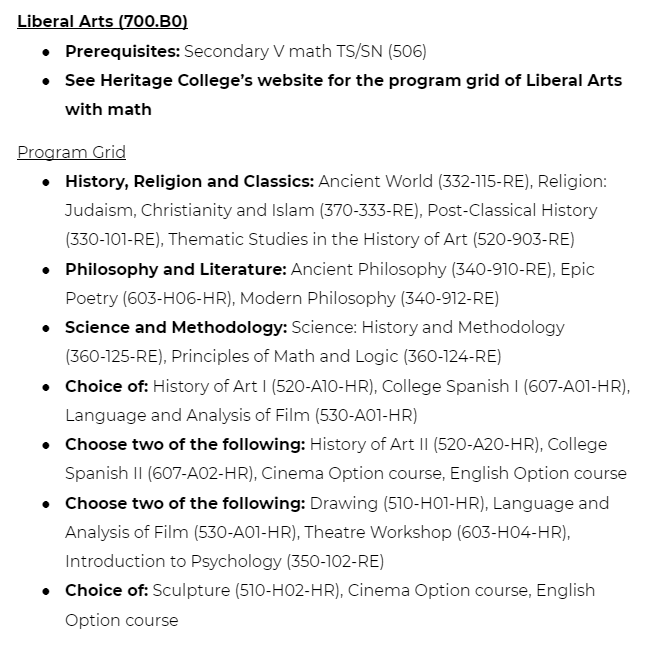 Liberal Arts (700.B0)
• Prerequisites: Secondary V math TS/SN (506)
• See Heritage College’s website for the program grid of Liberal Arts
with math
Program Grid
• History, Religion and Classics: Ancient World (332-115-RE), Religion:
Judaism, Christianity and Islam (370-333-RE), Post-Classical History
(330-101-RE), Thematic Studies in the History of Art (520-903-RE)
• Philosophy and Literature: Ancient Philosophy (340-910-RE), Epic
Poetry (603-H06-HR), Modern Philosophy (340-912-RE)
• Science and Methodology: Science: History and Methodology
(360-125-RE), Principles of Math and Logic (360-124-RE)
• Choice of: History of Art I (520-A10-HR), College Spanish I (607-A01-HR),
Language and Analysis of Film (530-A01-HR)
• Choose two of the following: History of Art II (520-A20-HR), College
Spanish II (607-A02-HR), Cinema Option course, English Option course
• Choose two of the following: Drawing (510-H01-HR), Language and
Analysis of Film (530-A01-HR), Theatre Workshop (603-H04-HR),
Introduction to Psychology (350-102-RE)
• Choice of: Sculpture (510-H02-HR), Cinema Option course, English
Option course